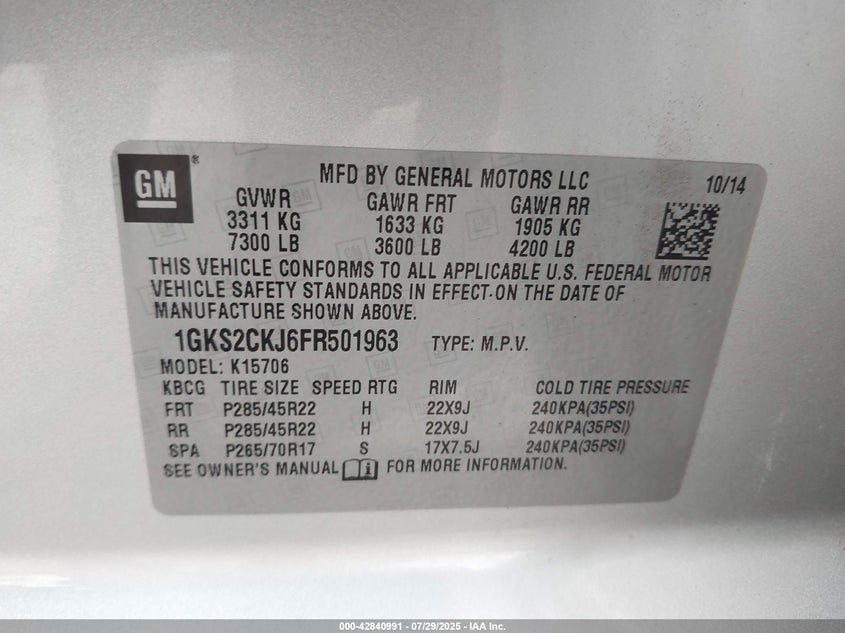 GM®
MFD BY GENERAL MOTORS LLC 10/14
GVWR GAWR FRT GAWR RR
3311 KG 1633 KG 1905 KG
7300 LB 3600 LB 4200 LB
THIS VEHICLE CONFORMS TO ALL APPLICABLE U.S. FEDERAL MOTOR
VEHICLE SAFETY STANDARDS IN EFFECT ON THE DATE OF
MANUFACTURE SHOWN ABOVE.
1GKS2CKJ6FR501963 TYPE: M.P.V.
MODEL: K15706
KBCG TIRE SIZE SPEED RTG RIM COLD TIRE PRESSURE
FRT P285/45R22 H 22X9J 240KPA(35PSI)
RR P285/45R22 H 22X9J 240KPA(35PSI)
SPA P265/70R17 S 17X7.5J 240KPA(35PSI)
SEE OWNER'S MANUAL FOR MORE INFORMATION.
000-42840991 - 07/29/2025 - IAA Inc.